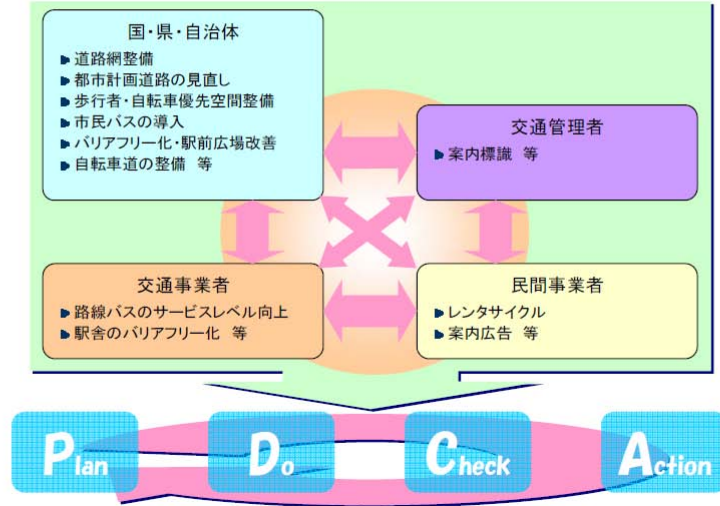 国・県・自治体
道路網整備
都市計画道路の見直し
歩行者・自転車優先空間整備
市民バスの導入
バリアフリー化・駅前広場改善
自転車道の整備 等
交通管理者
案内標識 等
交通事業者
路線バスのサービスレベル向上
駅舎のバリアフリー化 等
民間事業者
レンタサイクル
案内広告 等
Plan
Do
Check
Action